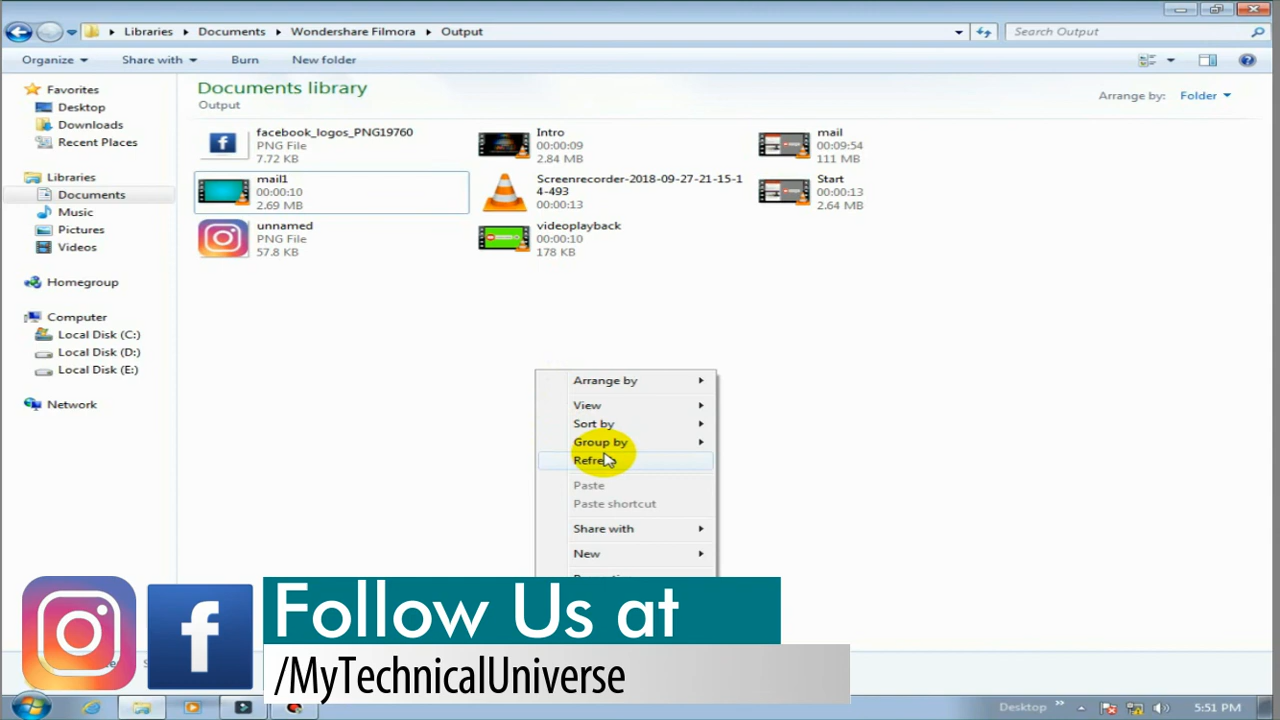 Libraries Documents Wondershare Filmora Output
Search Output
Organize Share with Burn New folder
Documents library
Output
Arrange by: Folder
Favorites
Desktop
Downloads
Recent Places
Libraries
Documents
Music
Pictures
Videos
Homegroup
Computer
Local Disk (C:)
Local Disk (D:)
Local Disk (E:)
Network
facebook_logos_PNG19760
PNG File
7.72 KB
Intro
00:00:09
2.84 MB
mail
00:09:54
111 MB
mail1
00:00:10
2.69 MB
Screenrecorder-2018-09-27-21-15-1
4-493
00:00:13
Start
00:00:13
2.64 MB
unnamed
PNG File
57.8 KB
videoplayback
00:00:10
178 KB
Arrange by
View
Sort by
Group by
Refresh
Paste
Paste shortcut
Share with
New
Follow Us at
/MyTechnicalUniverse
Desktop
5:51 PM